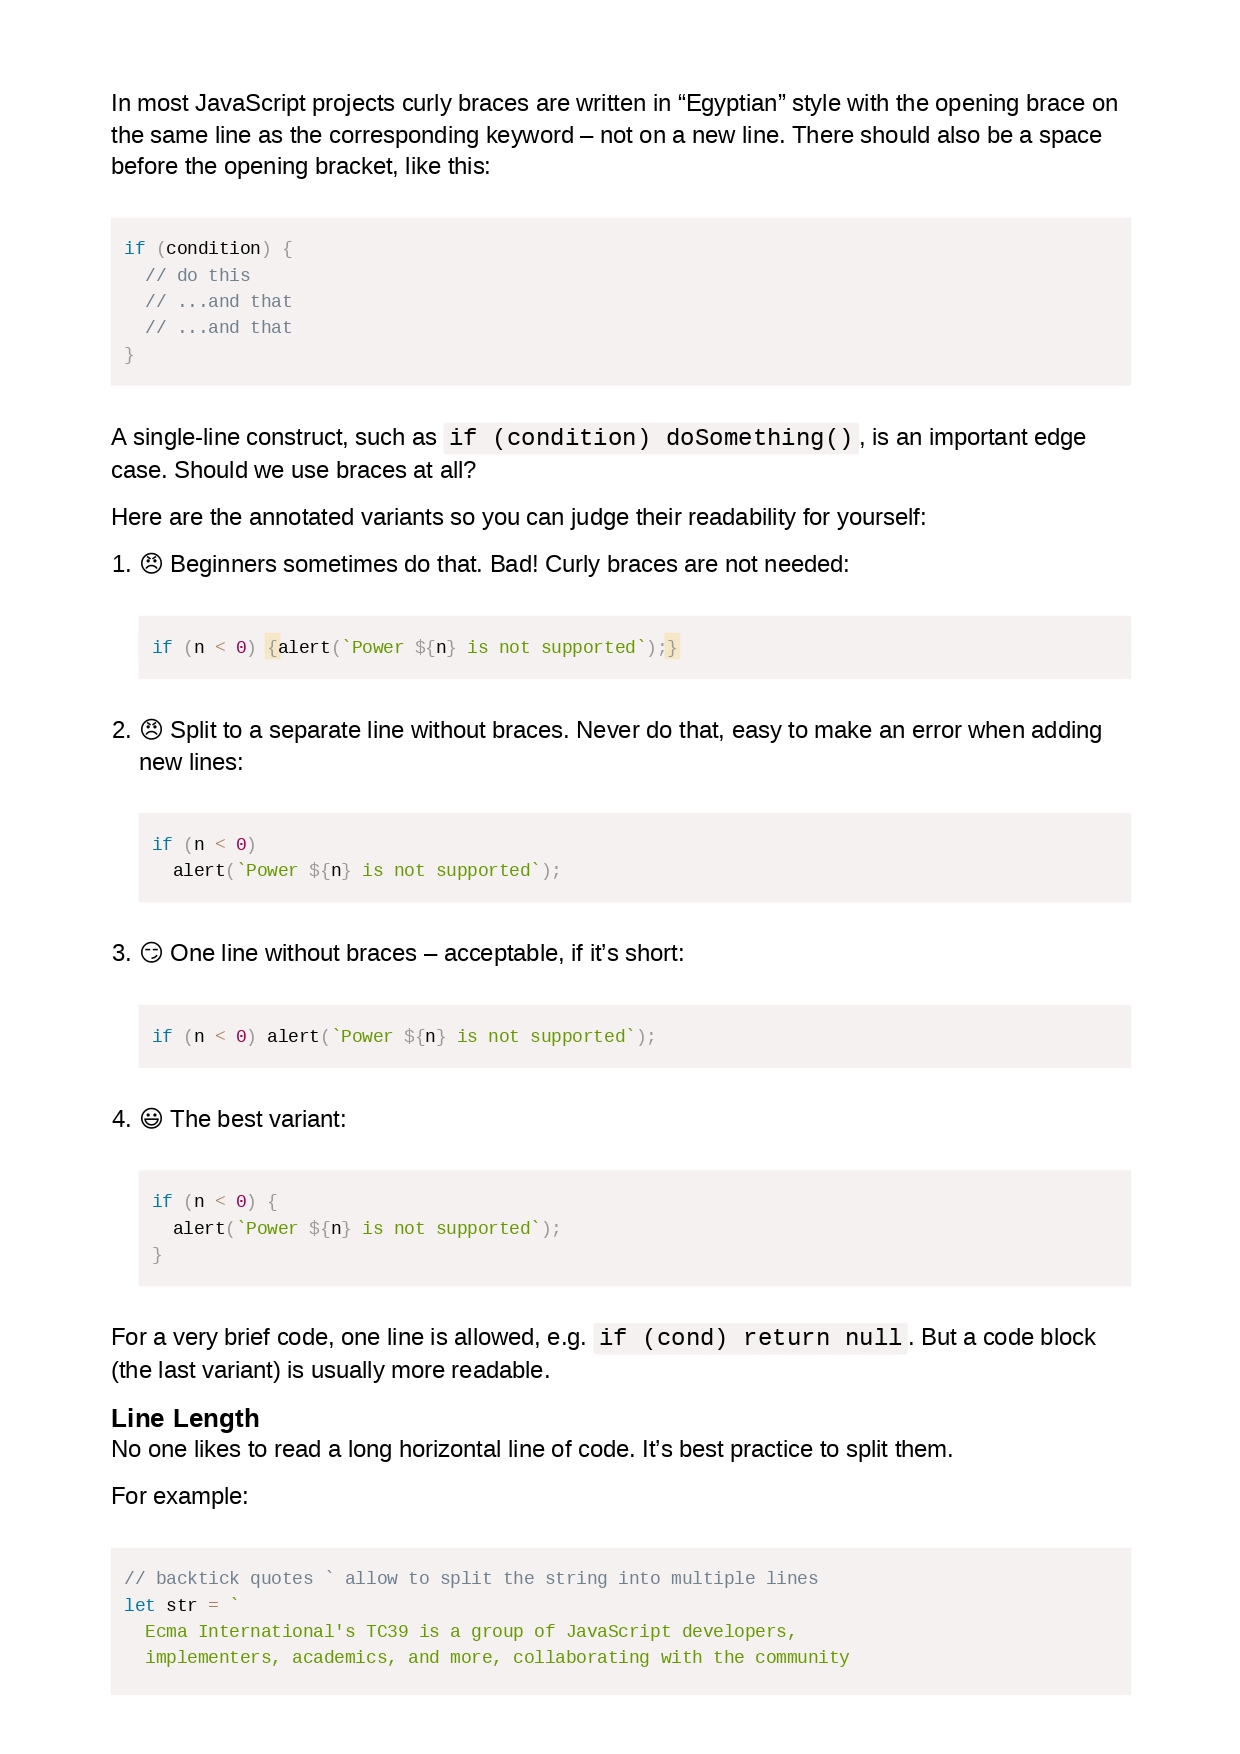 In most JavaScript projects curly braces are written in “Egyptian” style with the opening brace on
the same line as the corresponding keyword – not on a new line. There should also be a space
before the opening bracket, like this:
if (condition) {
  // do this
  // ...and that
  // ...and that
}
A single-line construct, such as if (condition) doSomething(), is an important edge
case. Should we use braces at all?
Here are the annotated variants so you can judge their readability for yourself:
1. 😠 Beginners sometimes do that. Bad! Curly braces are not needed:
if (n < 0) {alert(`Power ${n} is not supported`);}
2. 😠 Split to a separate line without braces. Never do that, easy to make an error when adding
new lines:
if (n < 0)
  alert(`Power ${n} is not supported`);
3. 😏 One line without braces – acceptable, if it’s short:
if (n < 0) alert(`Power ${n} is not supported`);
4. 😃 The best variant:
if (n < 0) {
  alert(`Power ${n} is not supported`);
}
For a very brief code, one line is allowed, e.g. if (cond) return null. But a code block
(the last variant) is usually more readable.
Line Length
No one likes to read a long horizontal line of code. It’s best practice to split them.
For example:
// backtick quotes ` allow to split the string into multiple lines
let str = `
  Ecma International's TC39 is a group of JavaScript developers,
  implementers, academics, and more, collaborating with the community